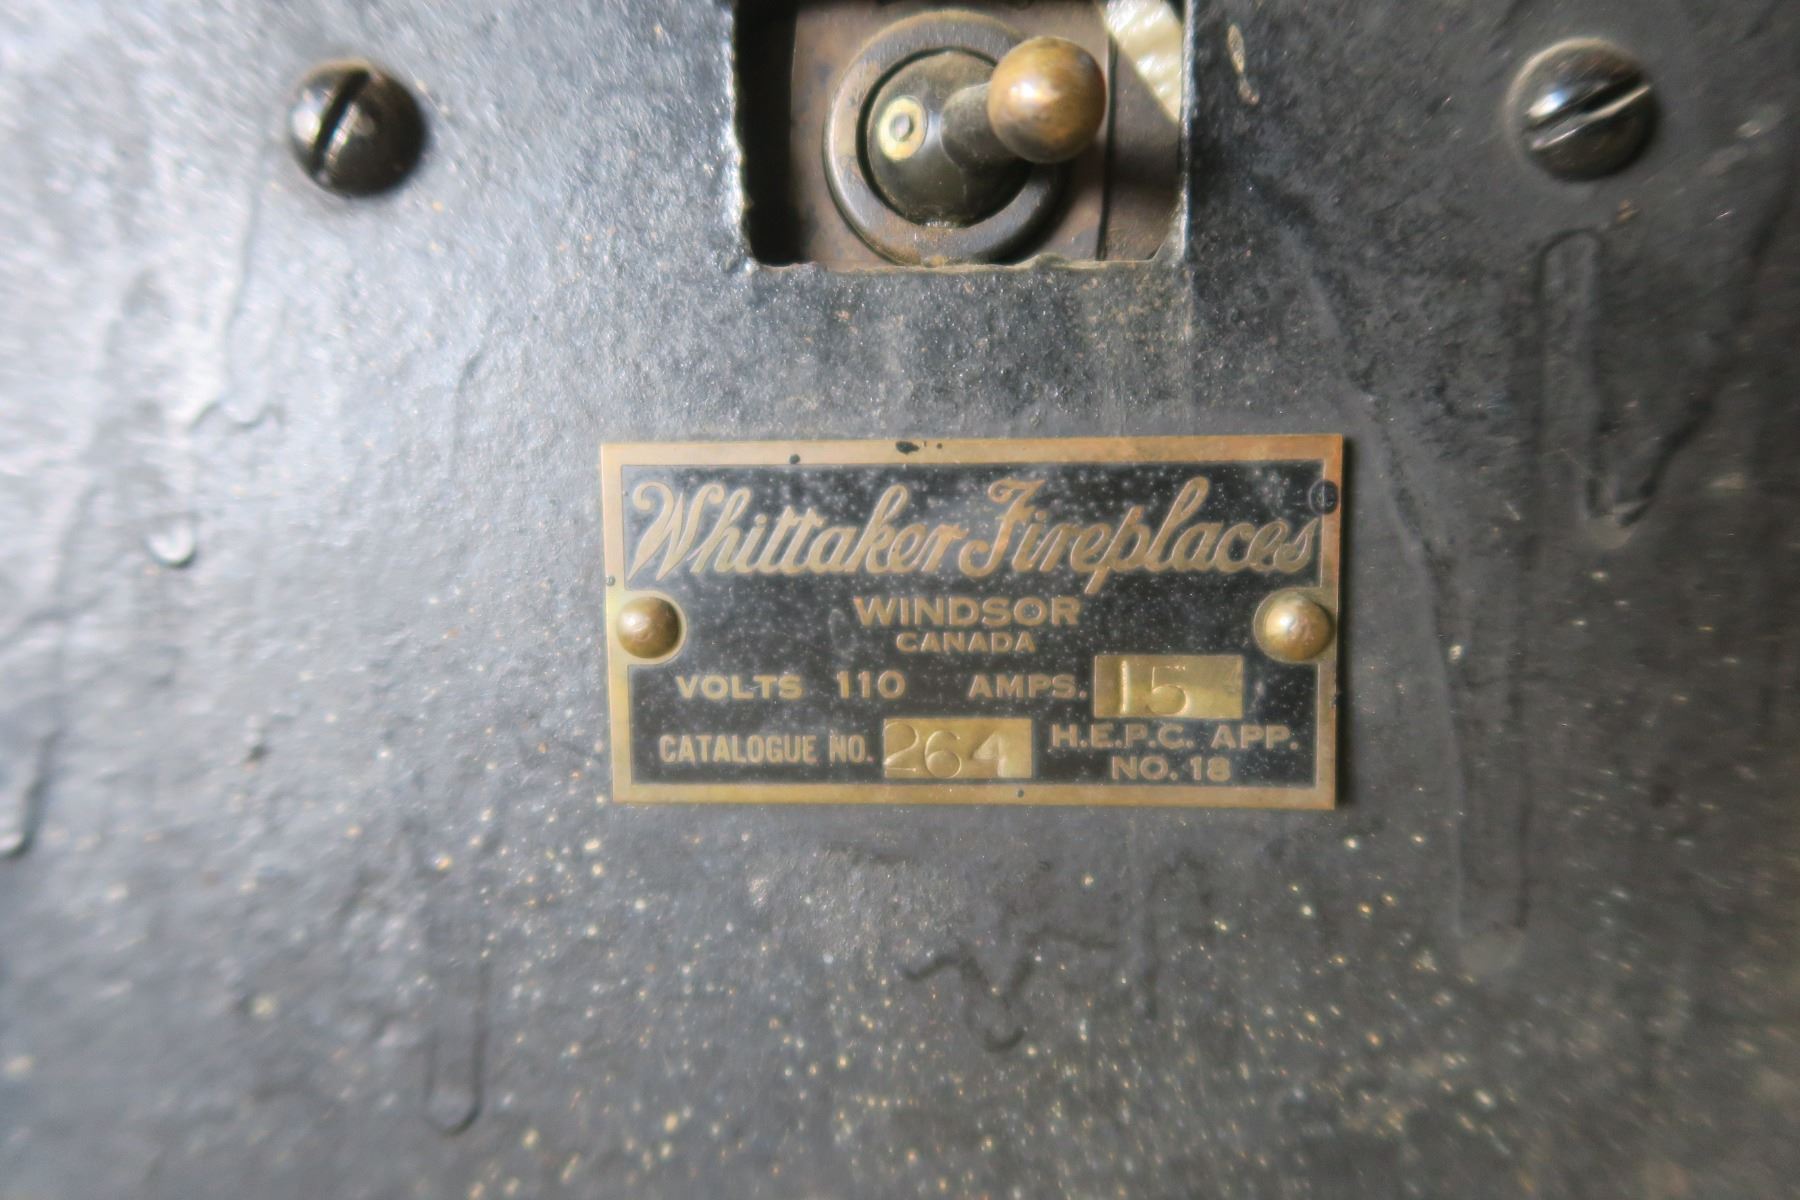 Whittaker Fireplaces
WINDSOR
CANADA
VOLTS 110 AMPS. 15
CATALOGUE NO. 264 H.E.P.C. APP.
NO. 18